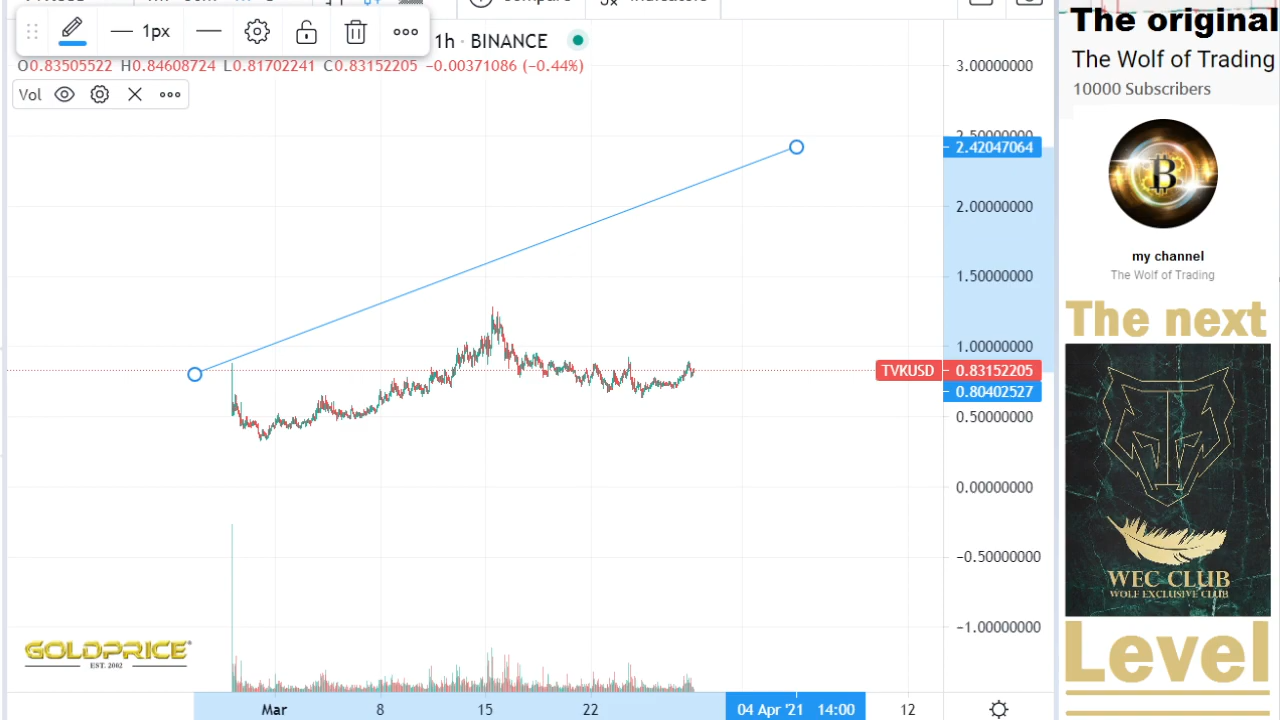 1px
1h · BINANCE
O0.83505522 H0.84608724 L0.81702241 C0.83152205 −0.00371086 (−0.44%)
Vol
3.00000000
2.50000000
2.42047064
2.00000000
1.50000000
1.00000000
TVKUSD 0.83152205
0.80402527
0.50000000
0.00000000
−0.50000000
−1.00000000
Mar 8 15 22 04 Apr '21 14:00 12
GOLDPRICE
EST. 2002
The original
The Wolf of Trading
10000 Subscribers
B
my channel
The Wolf of Trading
The next
WEC CLUB
WOLF EXCLUSIVE CLUB
Level